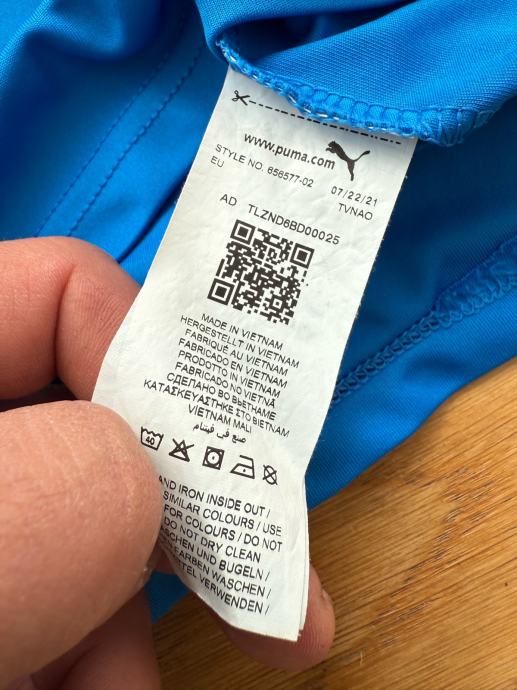 www.puma.com
STYLE NO. 656577-02 07/22/21
EU TVNAO
AD TLZND6BD00025
MADE IN VIETNAM
HERGESTELLT IN VIETNAM
FABRIQUÉ AU VIETNAM
FABRICADO EN VIETNAM
PRODOTTO IN VIETNAM
FABRICADO NO VIETNÃ
СДЕЛАНО ВО ВЬЕТНАМЕ
ΚΑΤΑΣΚΕΥΑΣΤΗΚΕ ΣΤΟ ΒΙΕΤΝΑΜ
VIETNAM MALI
صنع في فيتنام
40
AND IRON INSIDE OUT /
SIMILAR COLOURS / USE
FOR COLOURS / DO NOT
DO NOT DRY CLEAN
UND BUGELN /
FARBEN WASCHEN /
VERWENDEN /